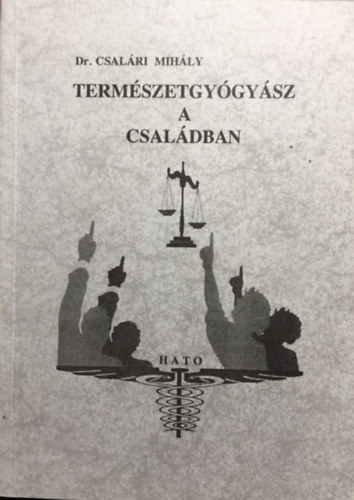 Dr. CSALÁRI MIHÁLY
TERMÉSZETGYÓGYÁSZ
A
CSALÁDBAN
HATO